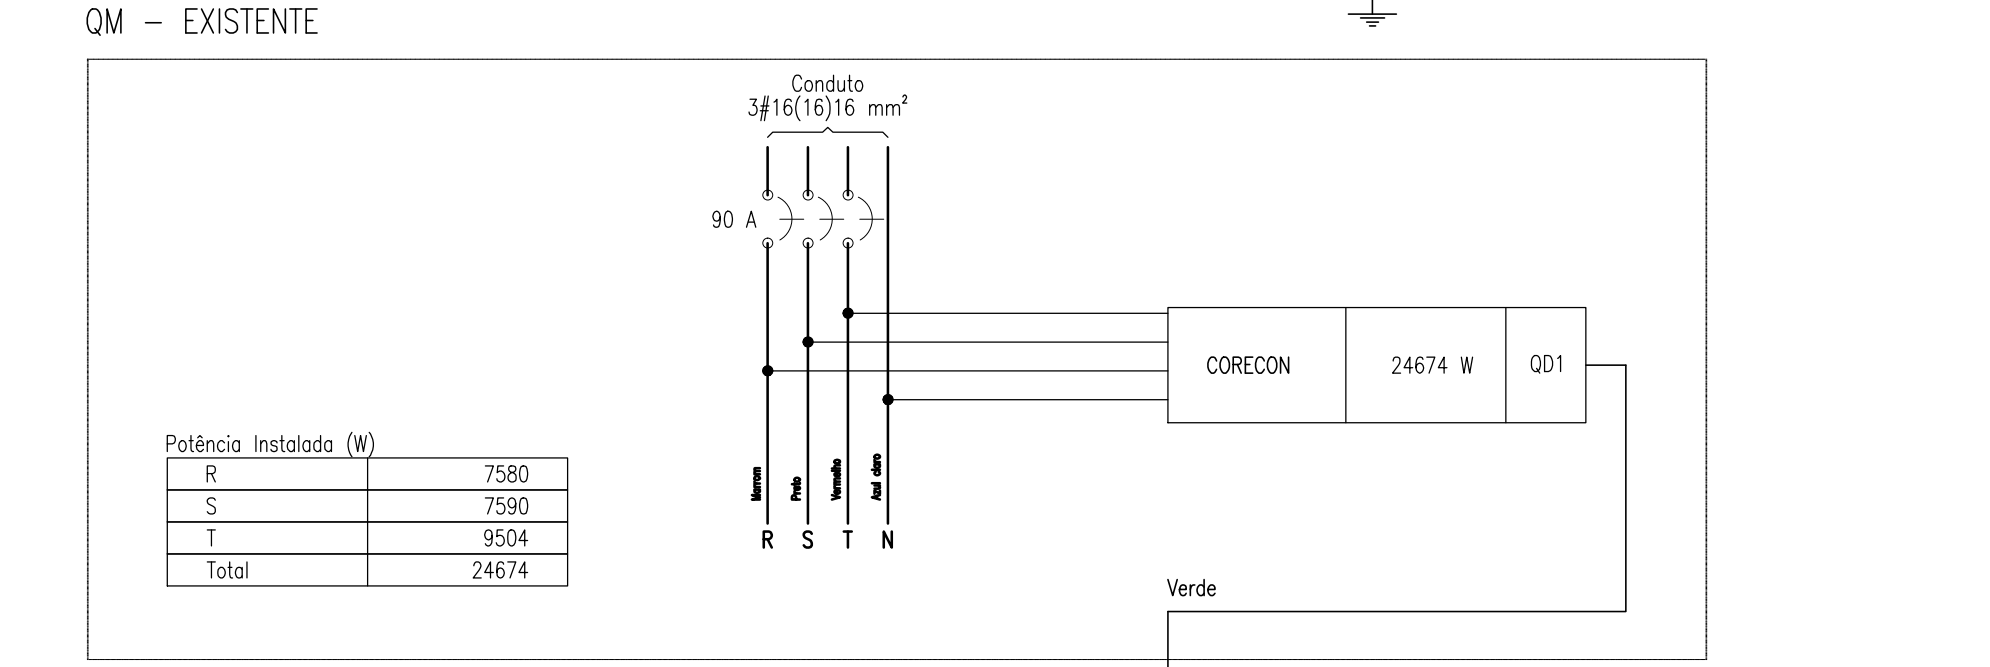 QM - EXISTENTE
Conduto
3#16(16)16 mm²
90 A
CORECON 24674 W QD1
Potência Instalada (W)
R 7580
S 7590
T 9504
Total 24674
Marrom Preto Vermelho Azul claro
R S T N
Verde